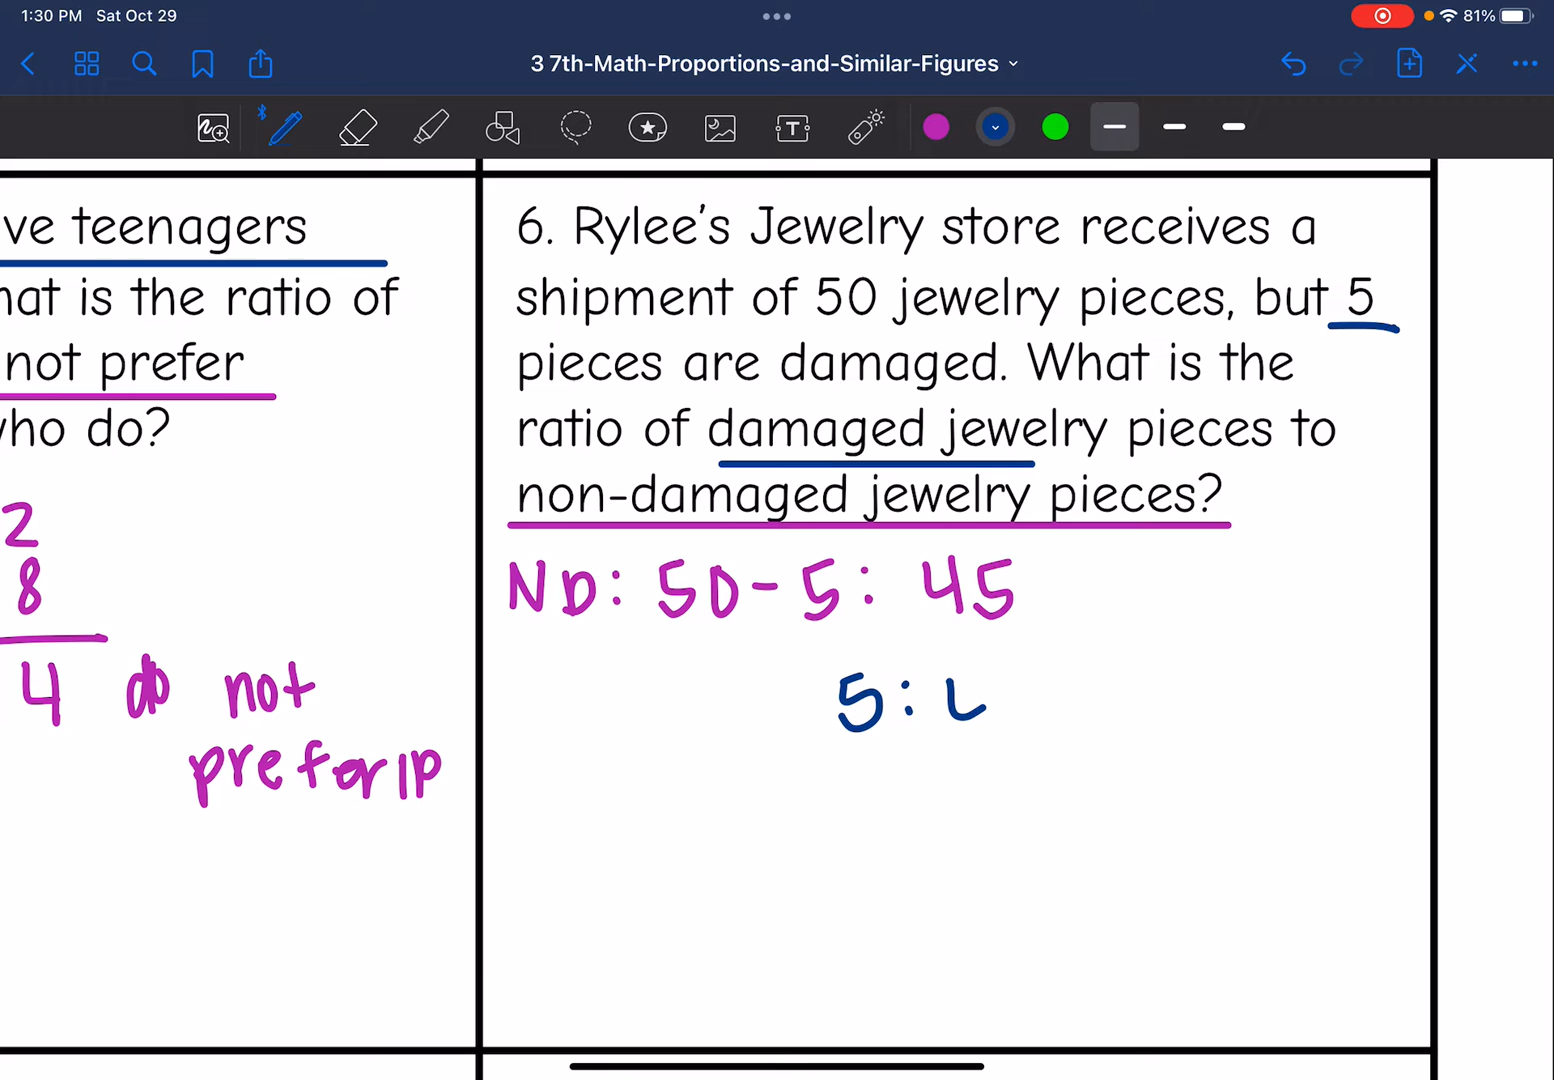 1:30 PM Sat Oct 29
81%
3 7th-Math-Proportions-and-Similar-Figures
T
ve teenagers
hat is the ratio of
not prefer
who do?
2
8
4 do not
prefer IP
6. Rylee's Jewelry store receives a
shipment of 50 jewelry pieces, but 5
pieces are damaged. What is the
ratio of damaged jewelry pieces to
non-damaged jewelry pieces?
ND: 50-5: 45
5: L